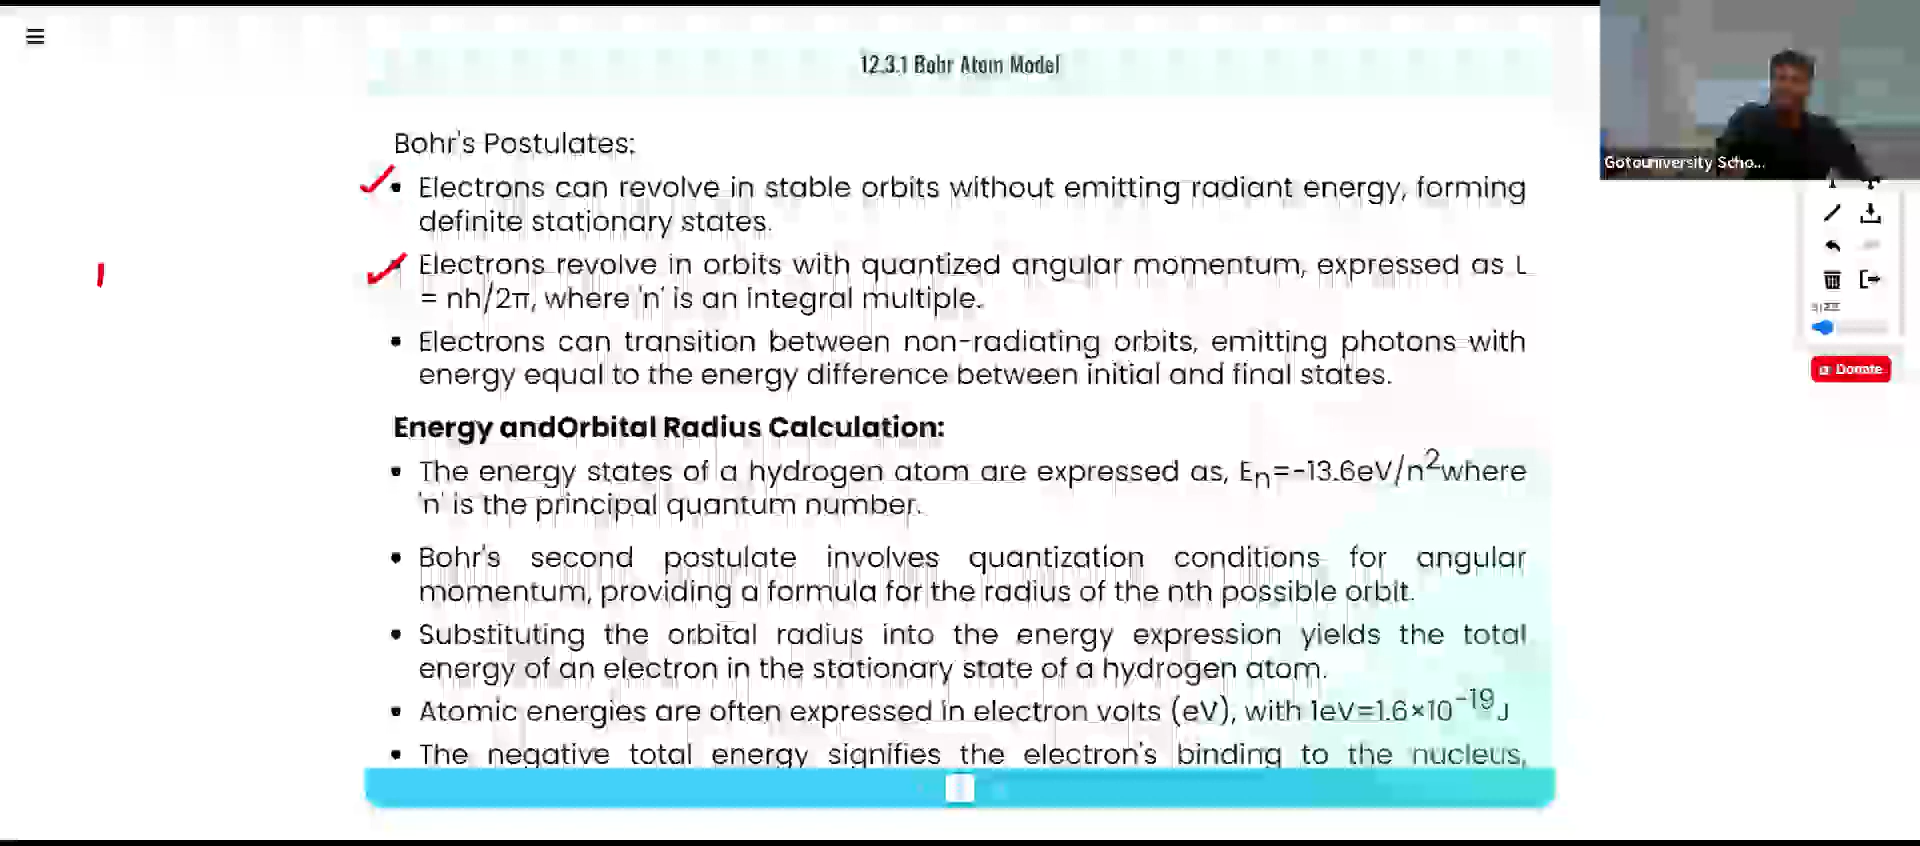 12.3.1 Bohr Atom Model
Gotouniversity Scho...
Bohr's Postulates:
• Electrons can revolve in stable orbits without emitting radiant energy, forming
definite stationary states.
• Electrons revolve in orbits with quantized angular momentum, expressed as L
= nh/2π, where 'n' is an integral multiple.
• Electrons can transition between non-radiating orbits, emitting photons with
energy equal to the energy difference between initial and final states.
Donate
Energy andOrbital Radius Calculation:
• The energy states of a hydrogen atom are expressed as, Eₙ=-13.6eV/n²where
'n' is the principal quantum number.
• Bohr's second postulate involves quantization conditions for angular
momentum, providing a formula for the radius of the nth possible orbit.
• Substituting the orbital radius into the energy expression yields the total
energy of an electron in the stationary state of a hydrogen atom.
• Atomic energies are often expressed in electron volts (eV), with 1eV=1.6×10⁻¹⁹J
• The negative total energy signifies the electron's binding to the nucleus,